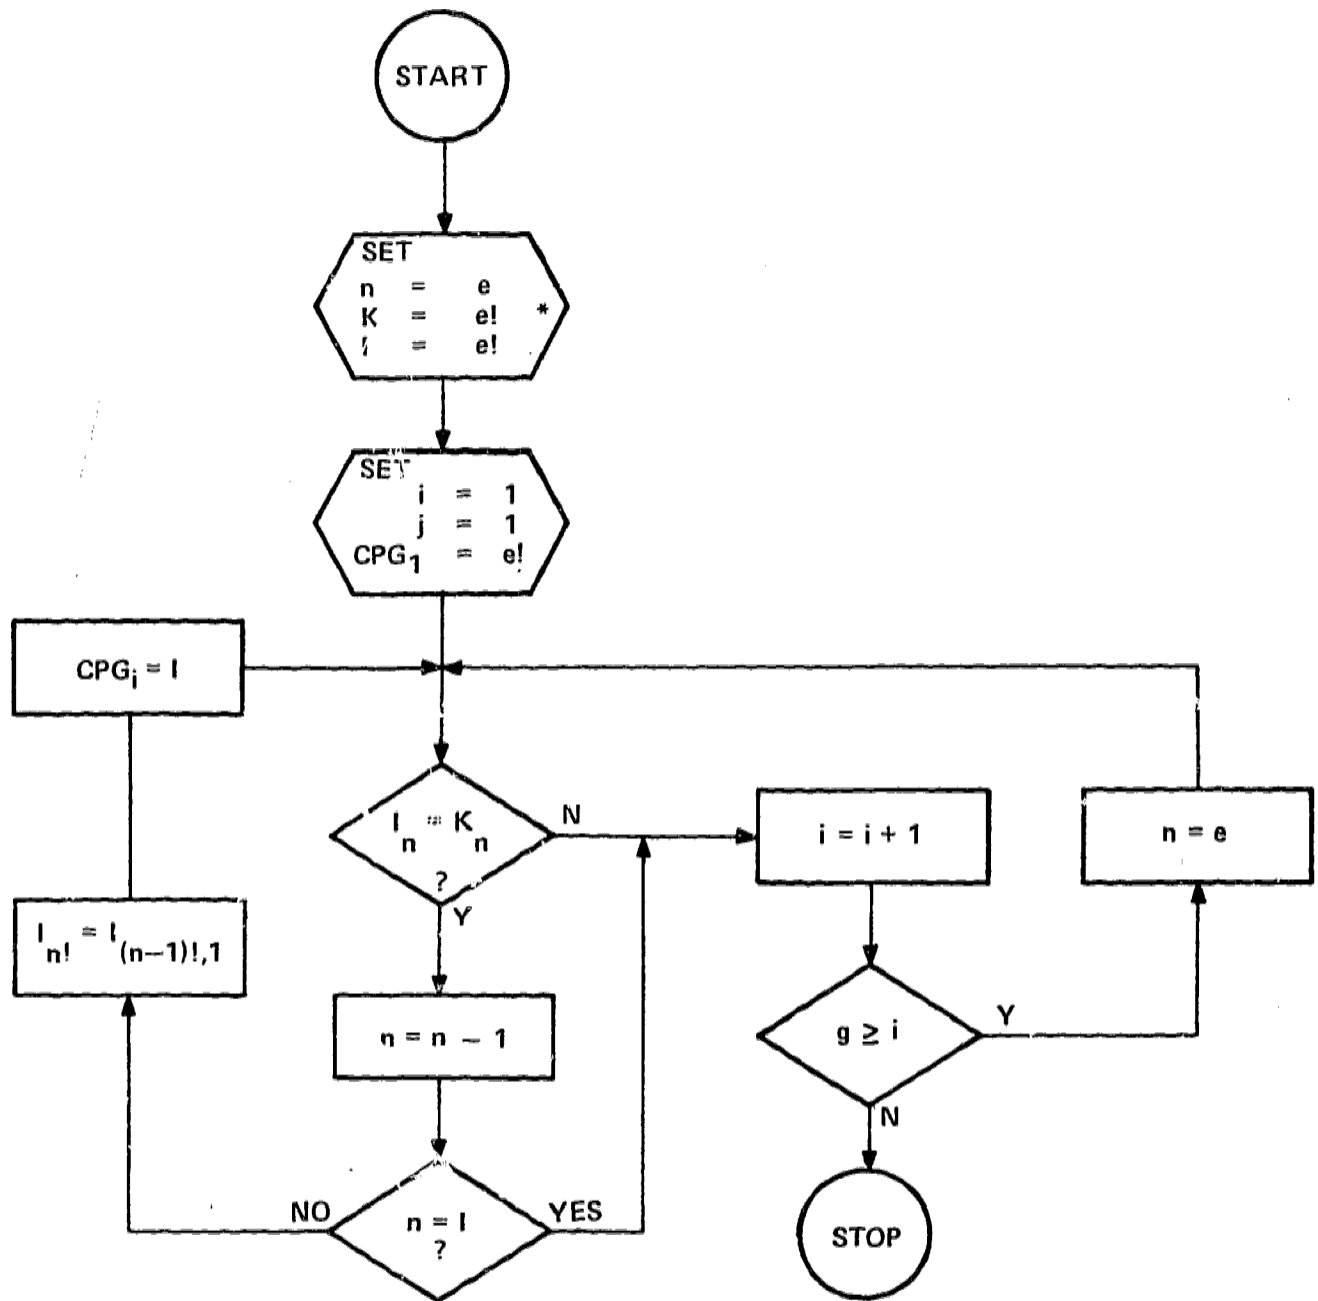 START
SET
n = e
K = e! *
I = e!
SET
i = 1
j = 1
CPG1 = e!
CPGi = I
In = Kn
?
N
Y
i = i + 1
n = e
In! = I(n-1)!,1
n = n - 1
g ≥ i
Y
N
NO
n = I
?
YES
STOP